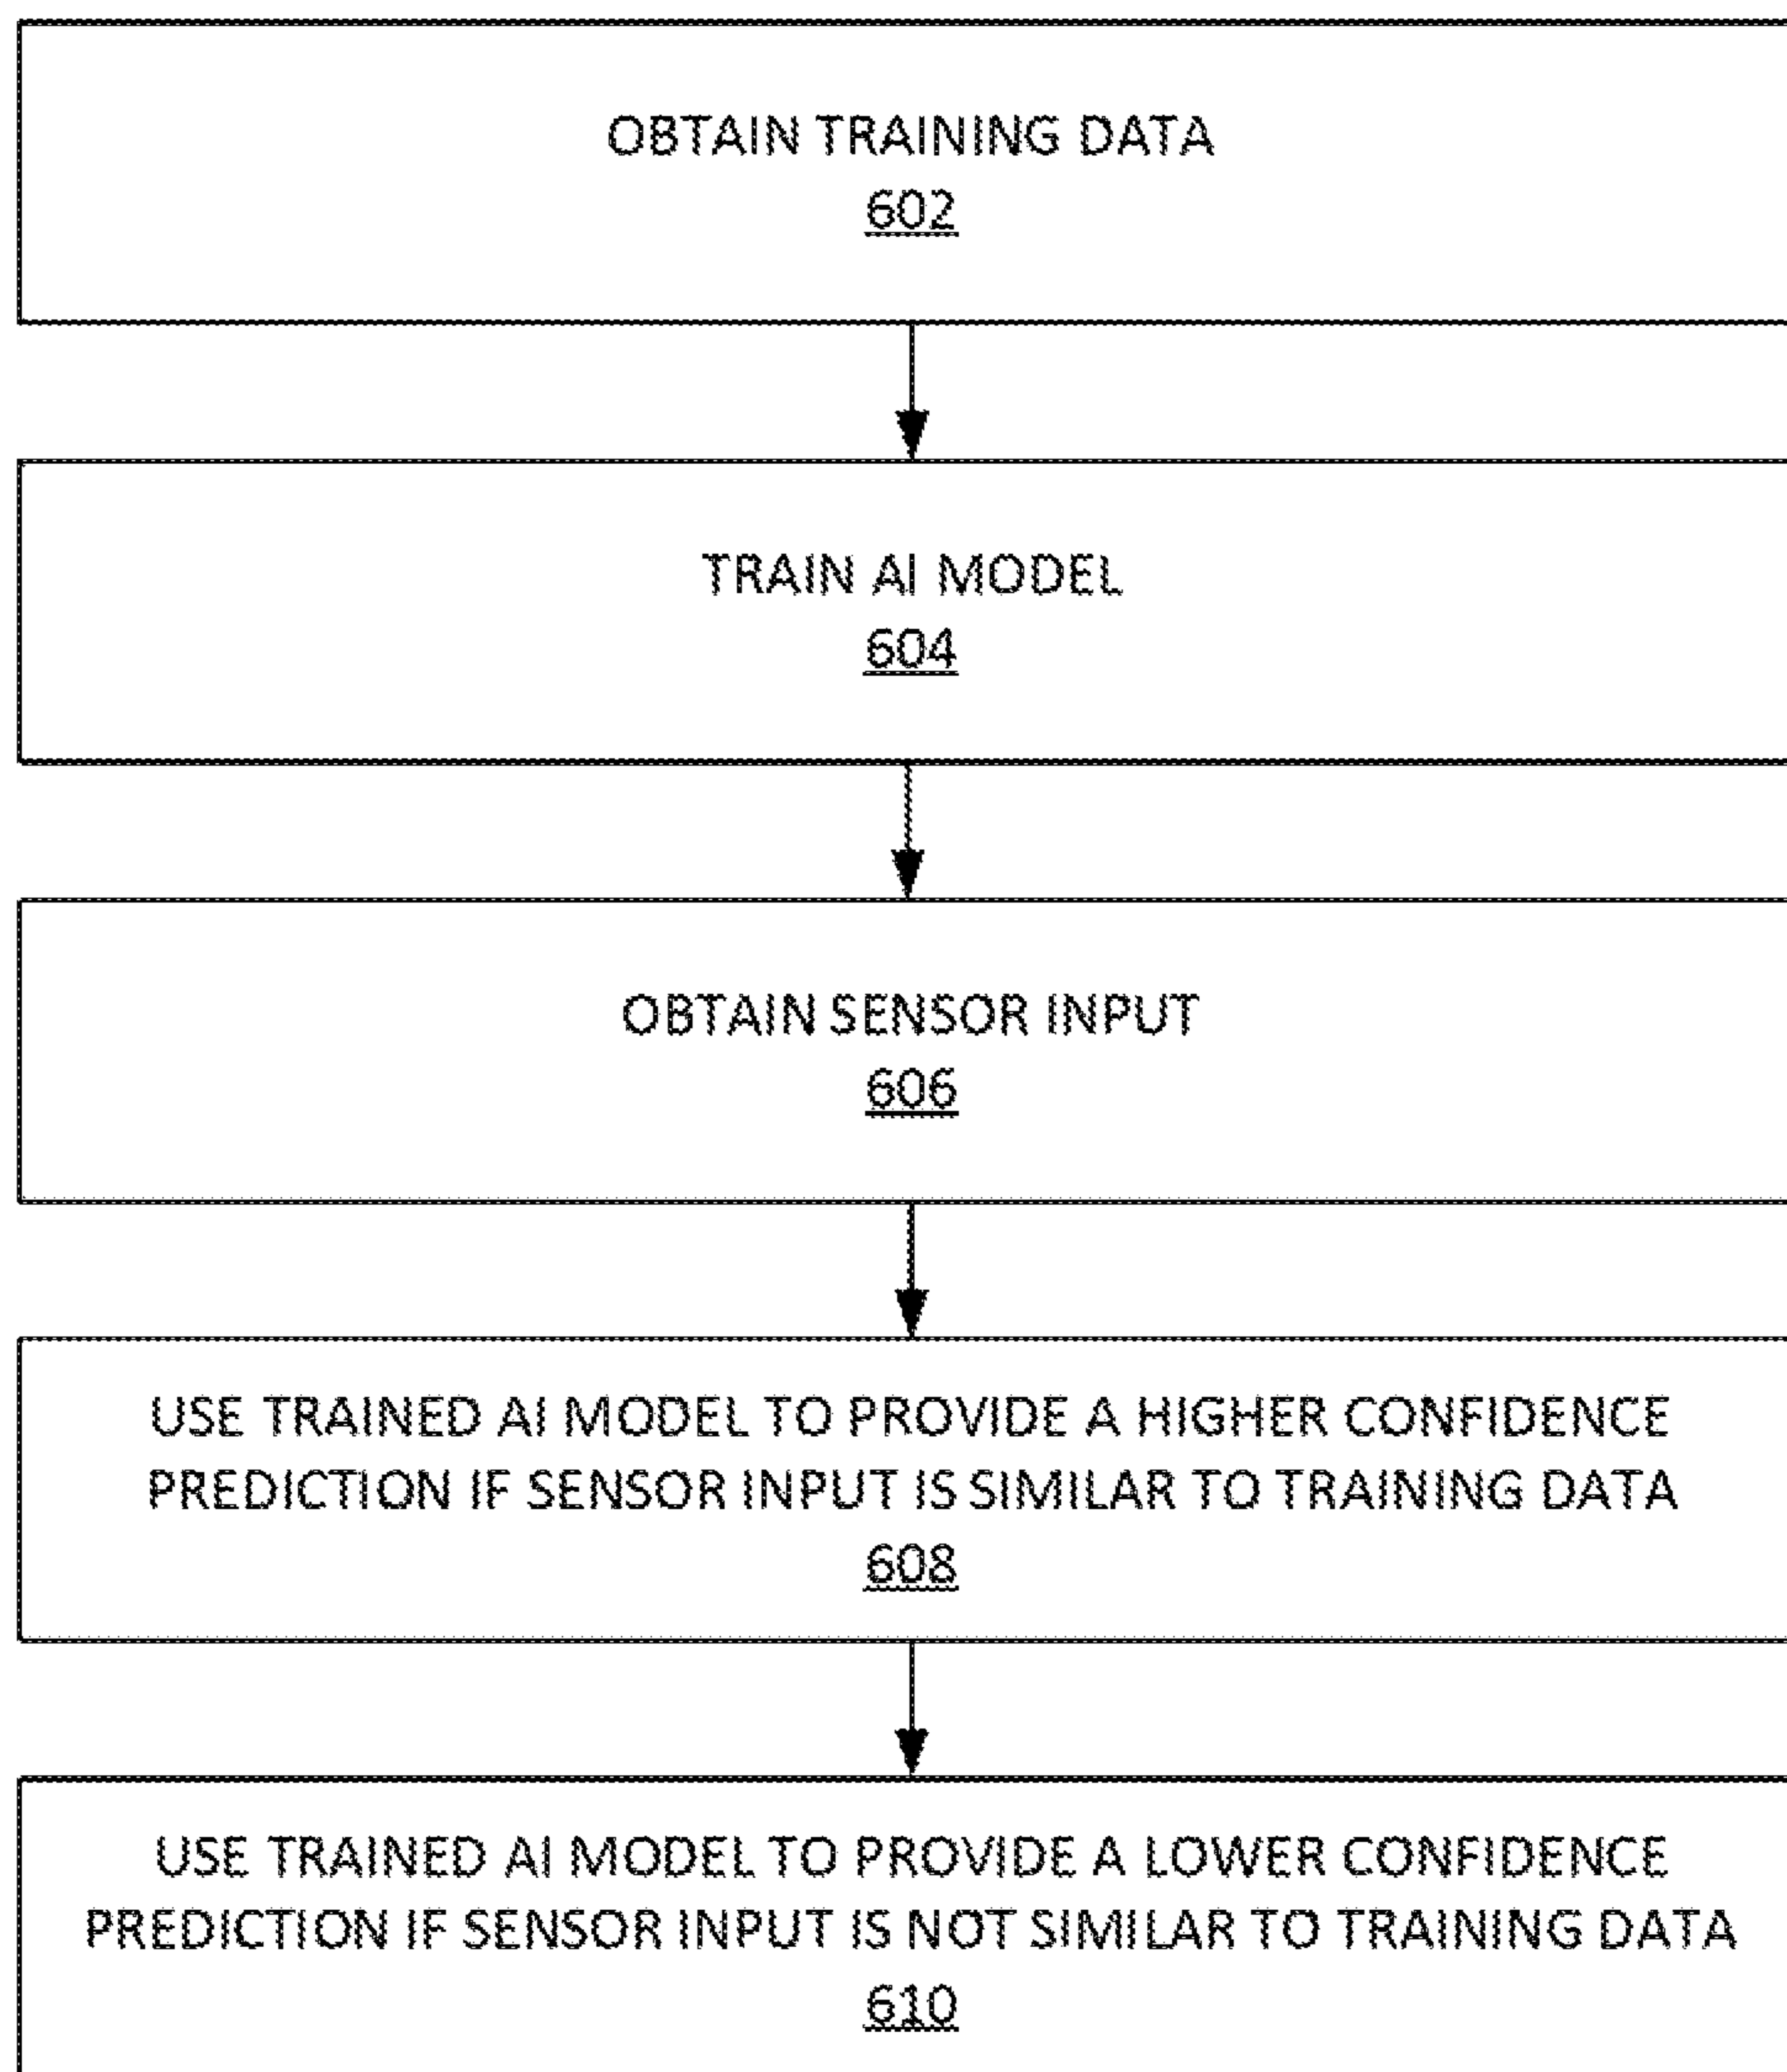 OBTAIN TRAINING DATA
602
TRAIN AI MODEL
604
OBTAIN SENSOR INPUT
606
USE TRAINED AI MODEL TO PROVIDE A HIGHER CONFIDENCE
PREDICTION IF SENSOR INPUT IS SIMILAR TO TRAINING DATA
608
USE TRAINED AI MODEL TO PROVIDE A LOWER CONFIDENCE
PREDICTION IF SENSOR INPUT IS NOT SIMILAR TO TRAINING DATA
610